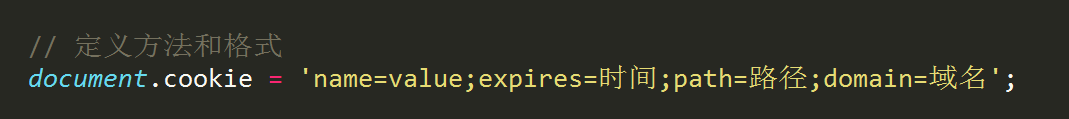 // 定义方法和格式
document.cookie = 'name=value;expires=时间;path=路径;domain=域名';